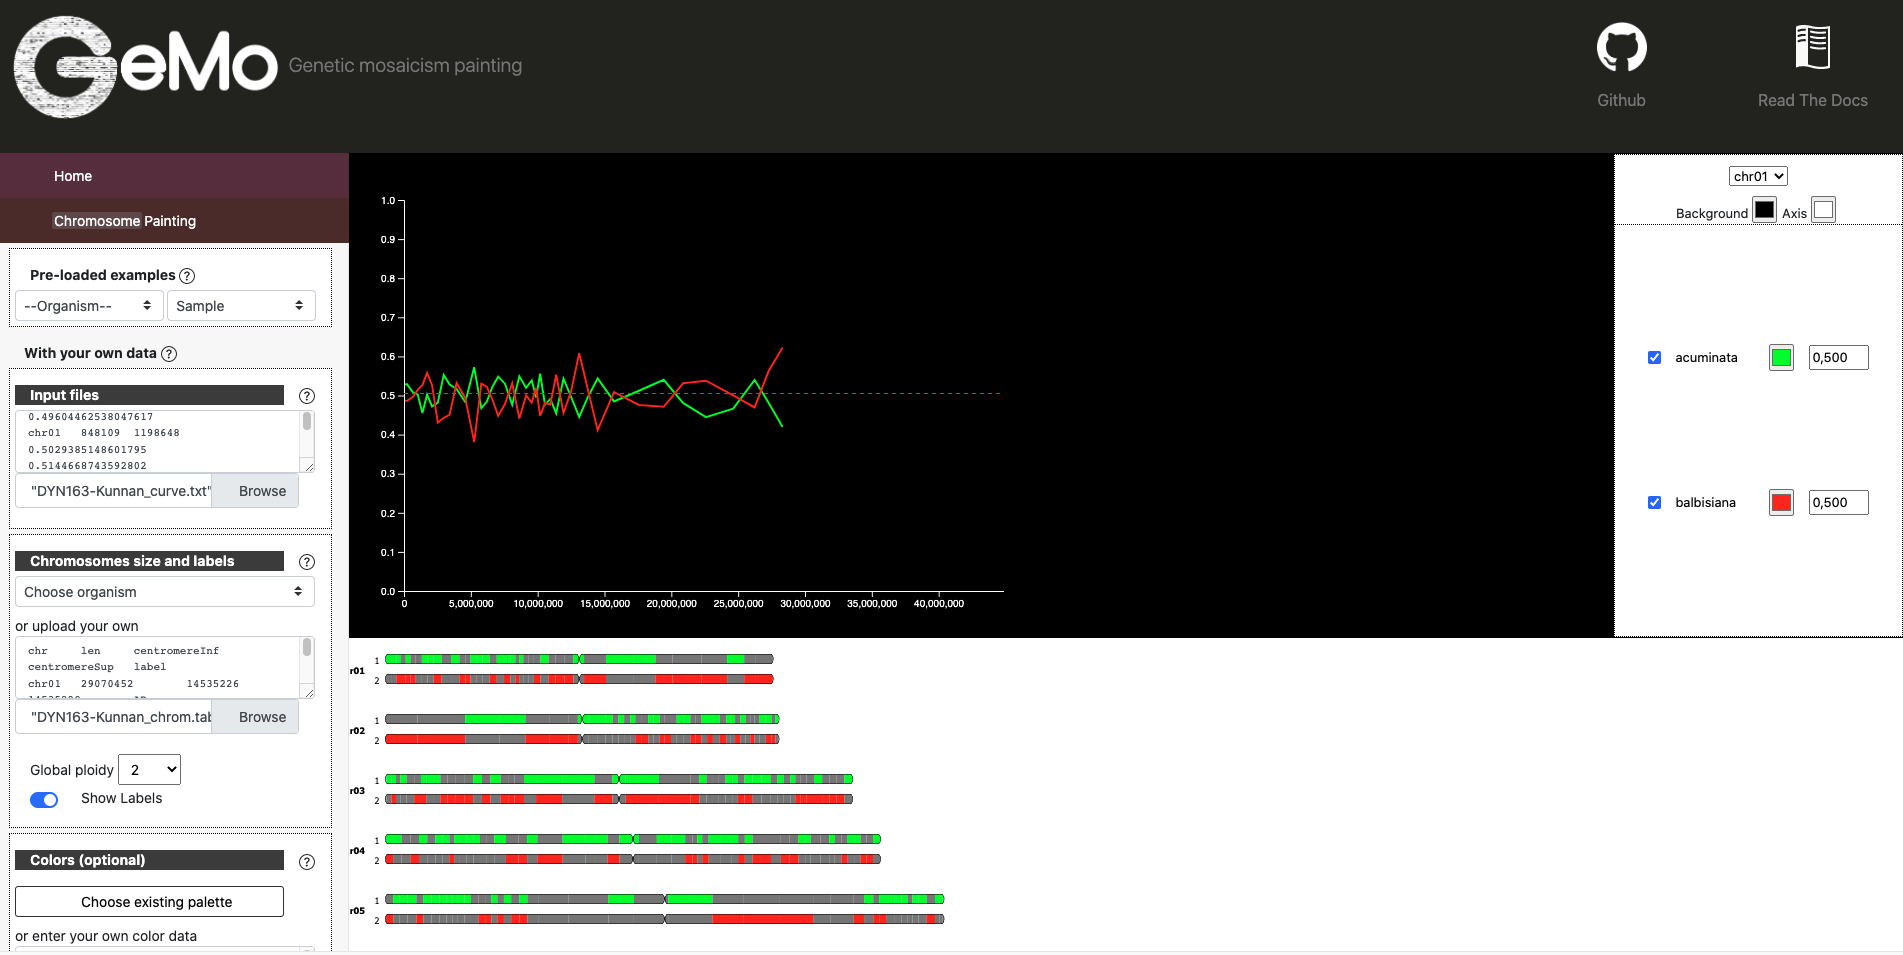 GeMo Genetic mosaicism painting
Github
Read The Docs
Home
Chromosome Painting
Pre-loaded examples ?
--Organism-- Sample
With your own data ?
Input files ?
0.49604462538047617
chr01 848109 1198648
0.5029385148601795
0.5144668743592802
"DYN163-Kunnan_curve.txt" Browse
Chromosomes size and labels ?
Choose organism
or upload your own
chr len centromereInf
centromereSup label
chr01 29070452 14535226
"DYN163-Kunnan_chrom.tab Browse
Global ploidy 2
Show Labels
Colors (optional) ?
Choose existing palette
or enter your own color data
1.0
0.9
0.8
0.7
0.6
0.5
0.4
0.3
0.2
0.1
0.0
0 5,000,000 10,000,000 15,000,000 20,000,000 25,000,000 30,000,000 35,000,000 40,000,000
chr01
Background Axis
acuminata 0,500
balbisiana 0,500
r01
1
2
r02
1
2
r03
1
2
r04
1
2
r05
1
2